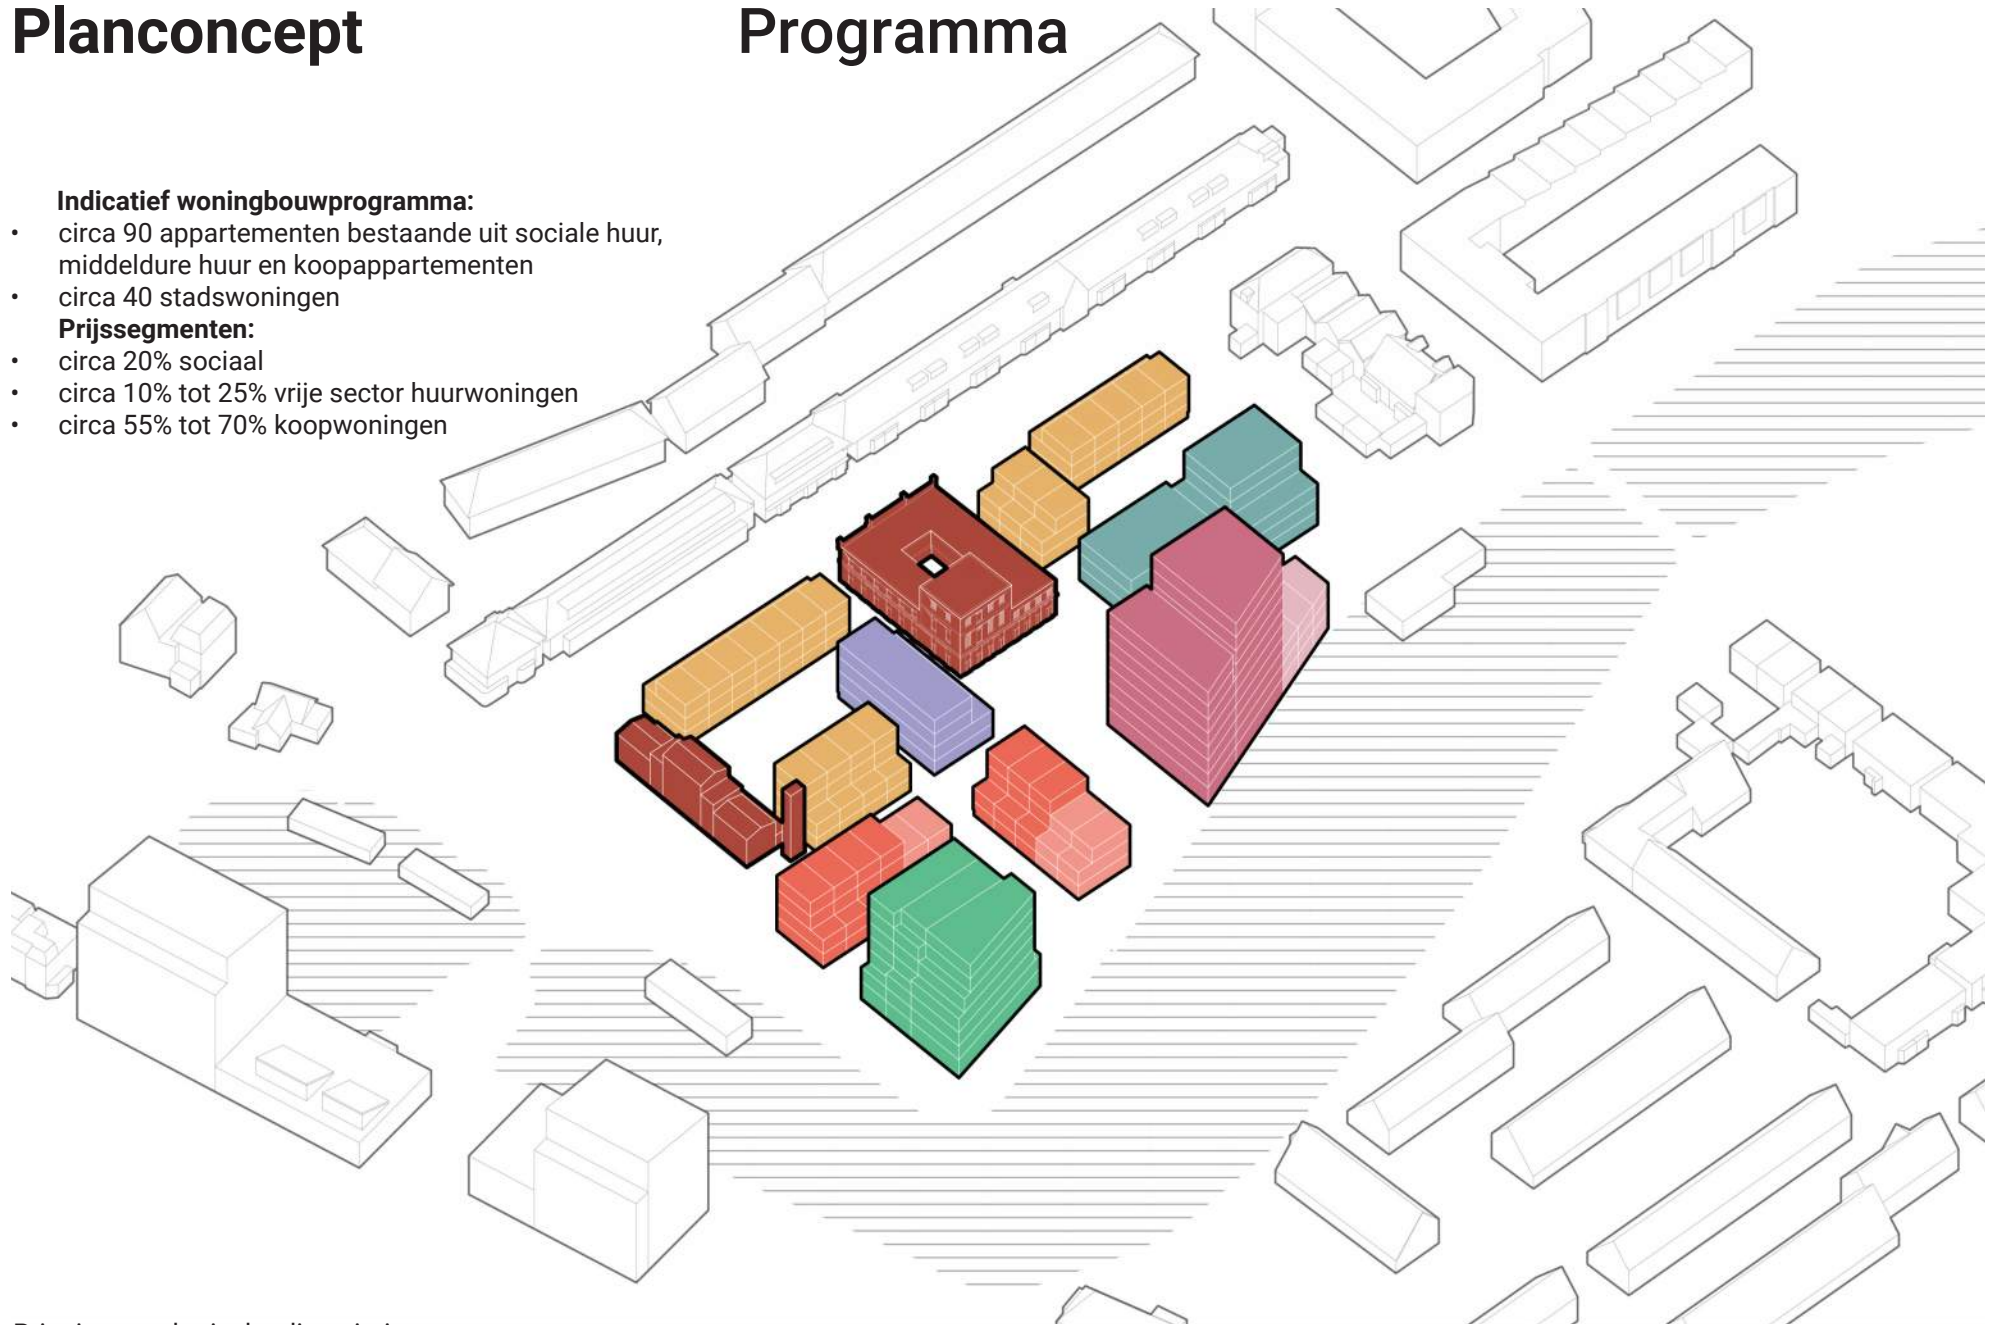 Planconcept
Programma
Indicatief woningbouwprogramma:
• circa 90 appartementen bestaande uit sociale huur,
middeldure huur en koopappartementen
• circa 40 stadswoningen
Prijssegmenten:
• circa 20% sociaal
• circa 10% tot 25% vrije sector huurwoningen
• circa 55% tot 70% koopwoningen